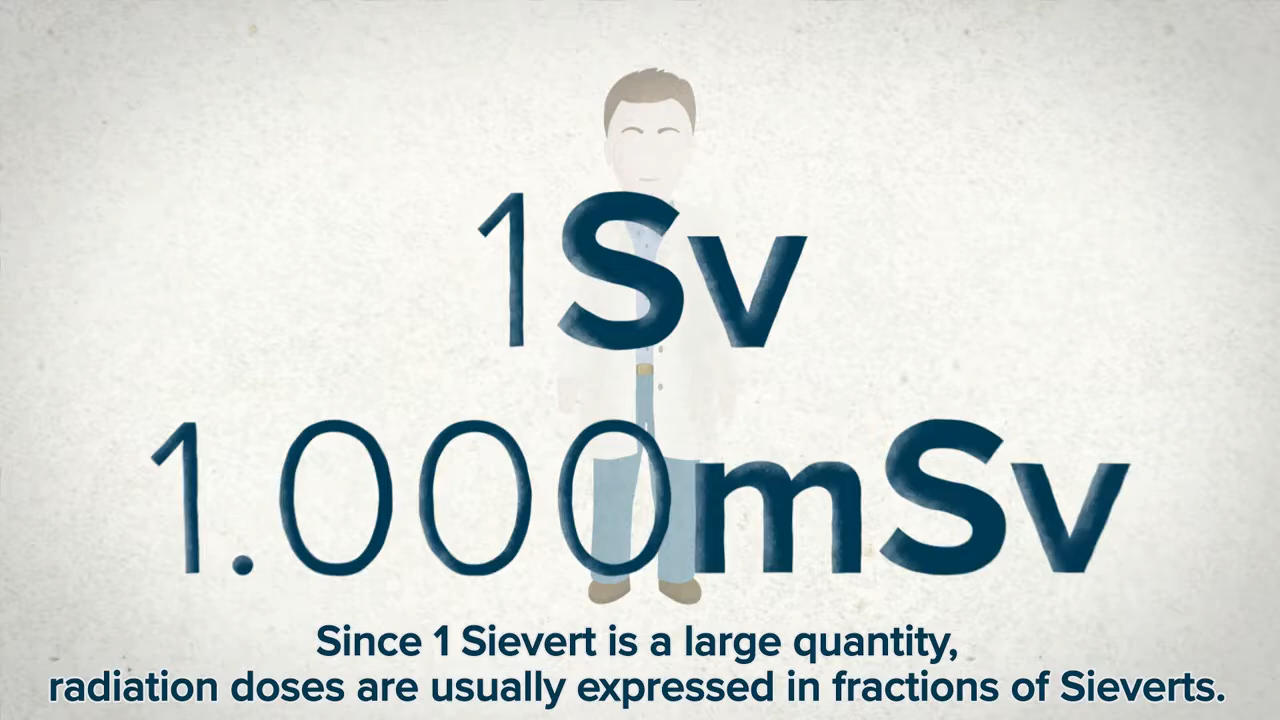 1Sv
1.000mSv
Since 1 Sievert is a large quantity,
radiation doses are usually expressed in fractions of Sieverts.